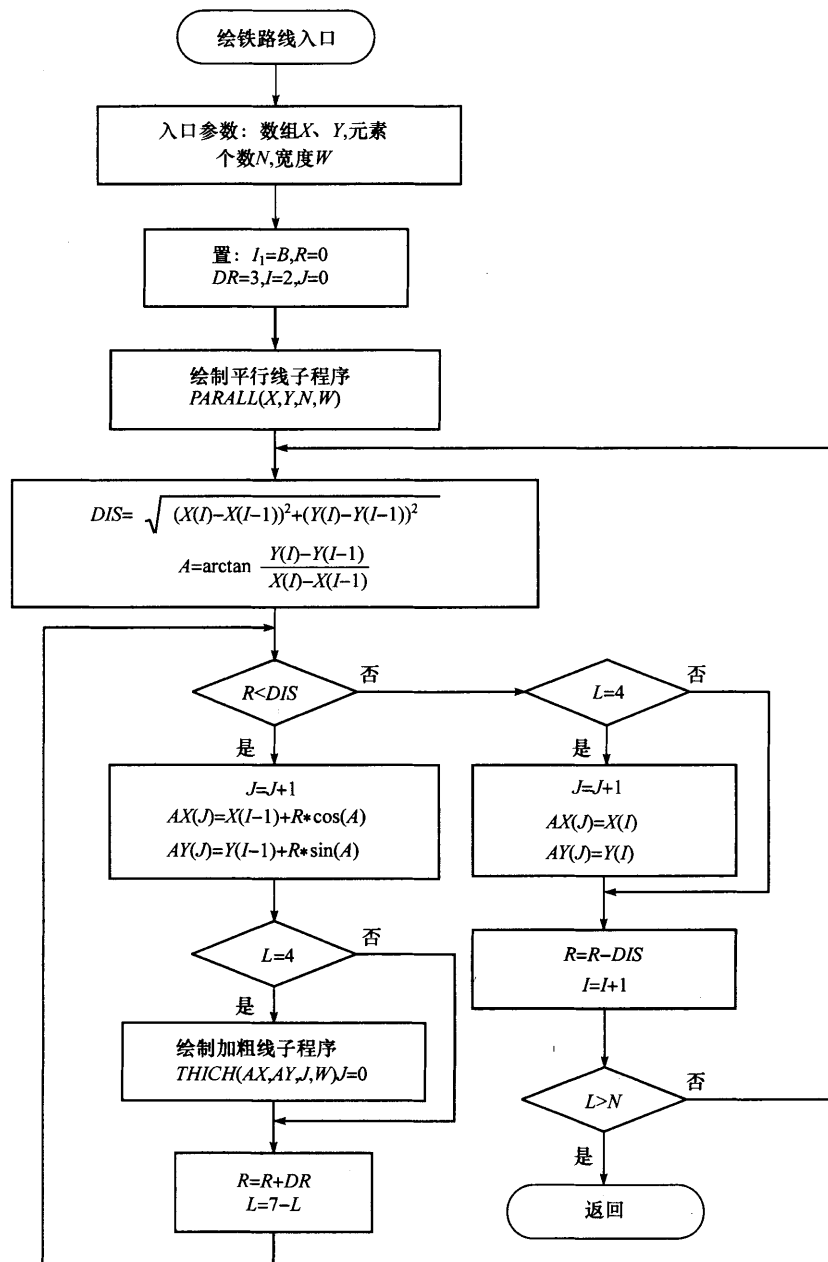 绘铁路线入口
入口参数：数组X、Y,元素
个数N,宽度W
置：I₁=B,R=0
DR=3,I=2,J=0
绘制平行线子程序
PARALL(X,Y,N,W)
DIS= √(X(I)−X(I−1))²+(Y(I)−Y(I−1))²
A=arctan Y(I)−Y(I−1)
X(I)−X(I−1)
R<DIS
否
L=4
否
是
是
J=J+1
AX(J)=X(I−1)+R*cos(A)
AY(J)=Y(I−1)+R*sin(A)
J=J+1
AX(J)=X(I)
AY(J)=Y(I)
L=4
否
是
R=R−DIS
I=I+1
绘制加粗线子程序
THICH(AX,AY,J,W)J=0
L>N
否
是
R=R+DR
L=7−L
返回